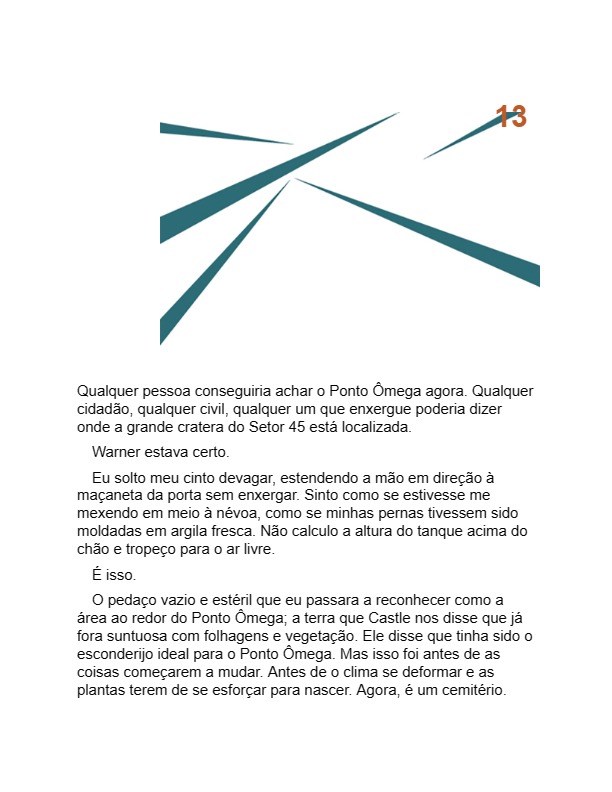 13
Qualquer pessoa conseguiria achar o Ponto Ômega agora. Qualquer
cidadão, qualquer civil, qualquer um que enxergue poderia dizer
onde a grande cratera do Setor 45 está localizada.
Warner estava certo.
Eu solto meu cinto devagar, estendendo a mão em direção à
maçaneta da porta sem enxergar. Sinto como se estivesse me
mexendo em meio à névoa, como se minhas pernas tivessem sido
moldadas em argila fresca. Não calculo a altura do tanque acima do
chão e tropeço para o ar livre.
É isso.
O pedaço vazio e estéril que eu passara a reconhecer como a
área ao redor do Ponto Ômega; a terra que Castle nos disse que já
fora suntuosa com folhagens e vegetação. Ele disse que tinha sido o
esconderijo ideal para o Ponto Ômega. Mas isso foi antes de as
coisas começarem a mudar. Antes de o clima se deformar e as
plantas terem de se esforçar para nascer. Agora, é um cemitério.